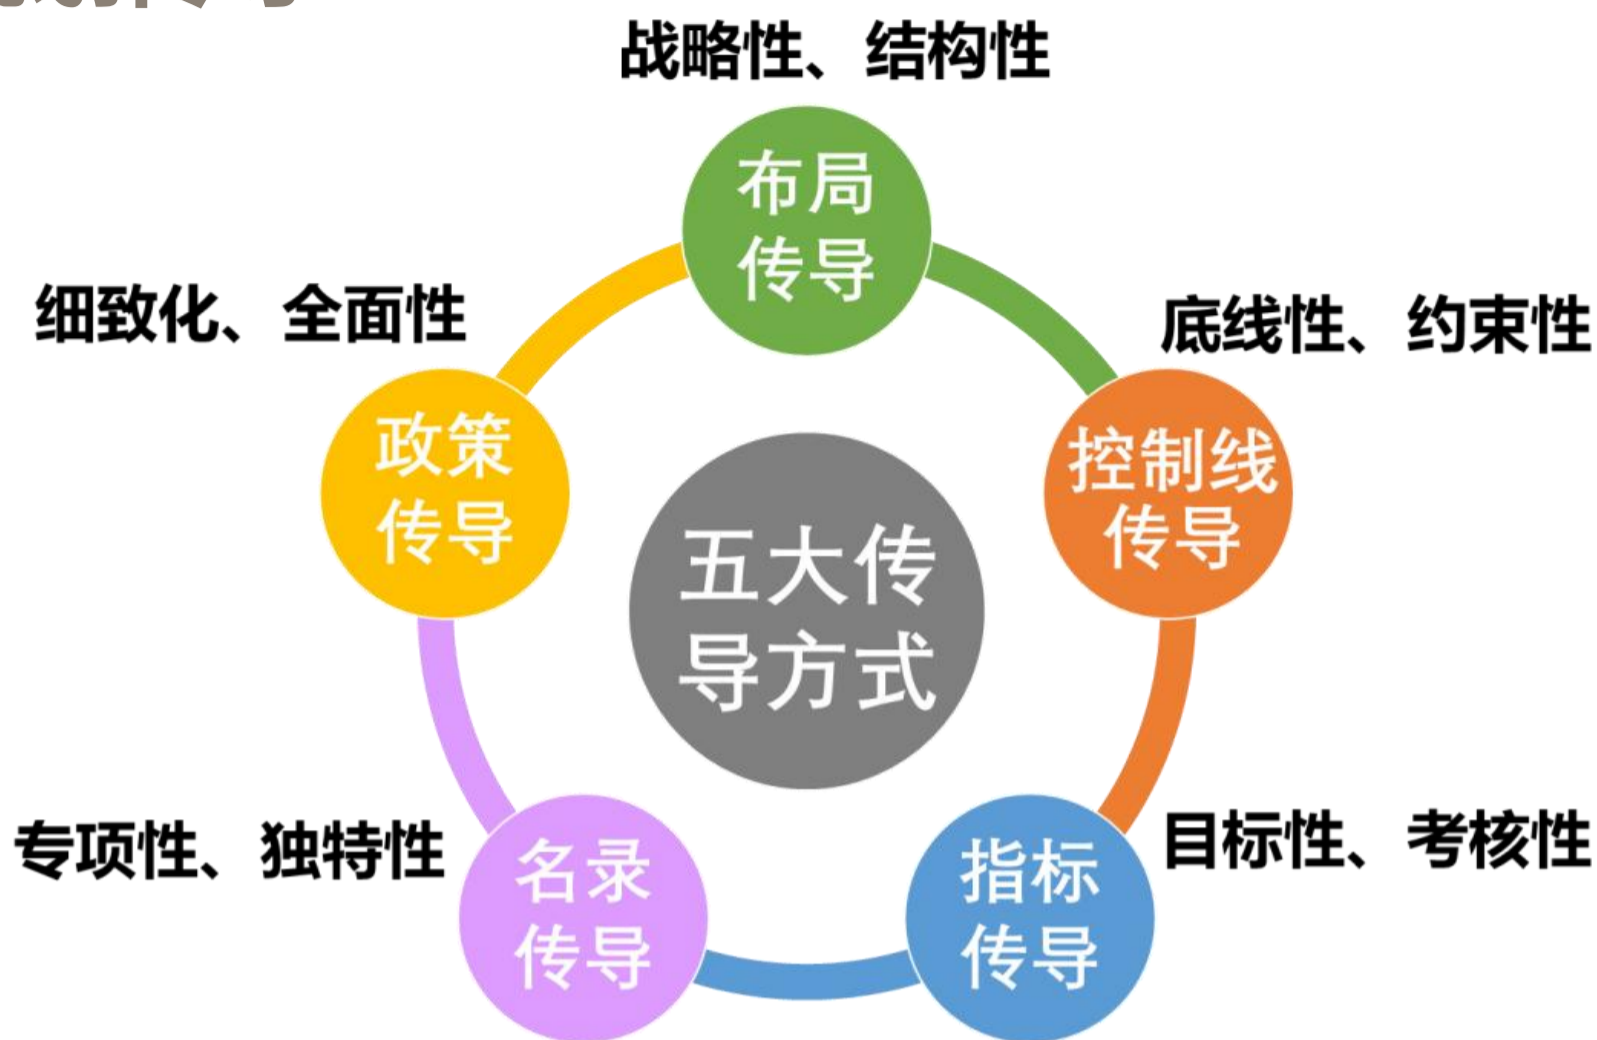 战略性、结构性
布局
传导
细致化、全面性
底线性、约束性
政策
传导
控制线
传导
五大传
导方式
专项性、独特性
目标性、考核性
名录
传导
指标
传导